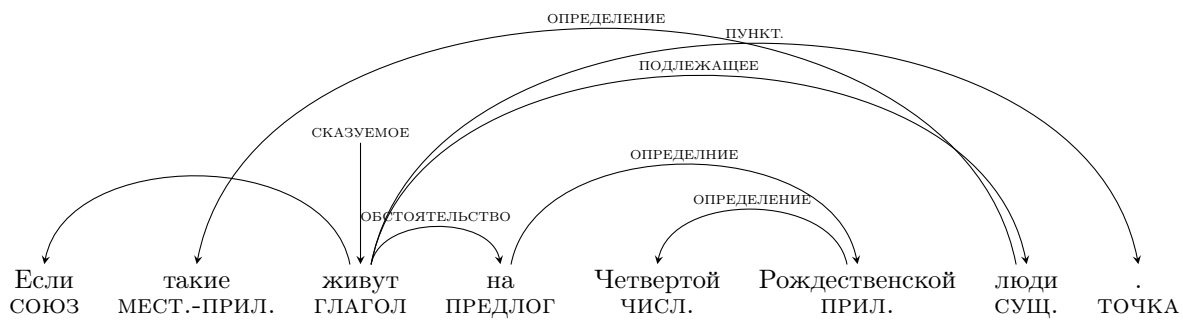 ОПРЕДЕЛЕНИЕ
ПУНКТ.
ПОДЛЕЖАЩЕЕ
СКАЗУЕМОЕ
ОПРЕДЕЛНИЕ
ОПРЕДЕЛЕНИЕ
ОБСТОЯТЕЛЬСТВО
Если такие живут на Четвертой Рождественской люди .
СОЮЗ МЕСТ.-ПРИЛ. ГЛАГОЛ ПРЕДЛОГ ЧИСЛ. ПРИЛ. СУЩ. ТОЧКА